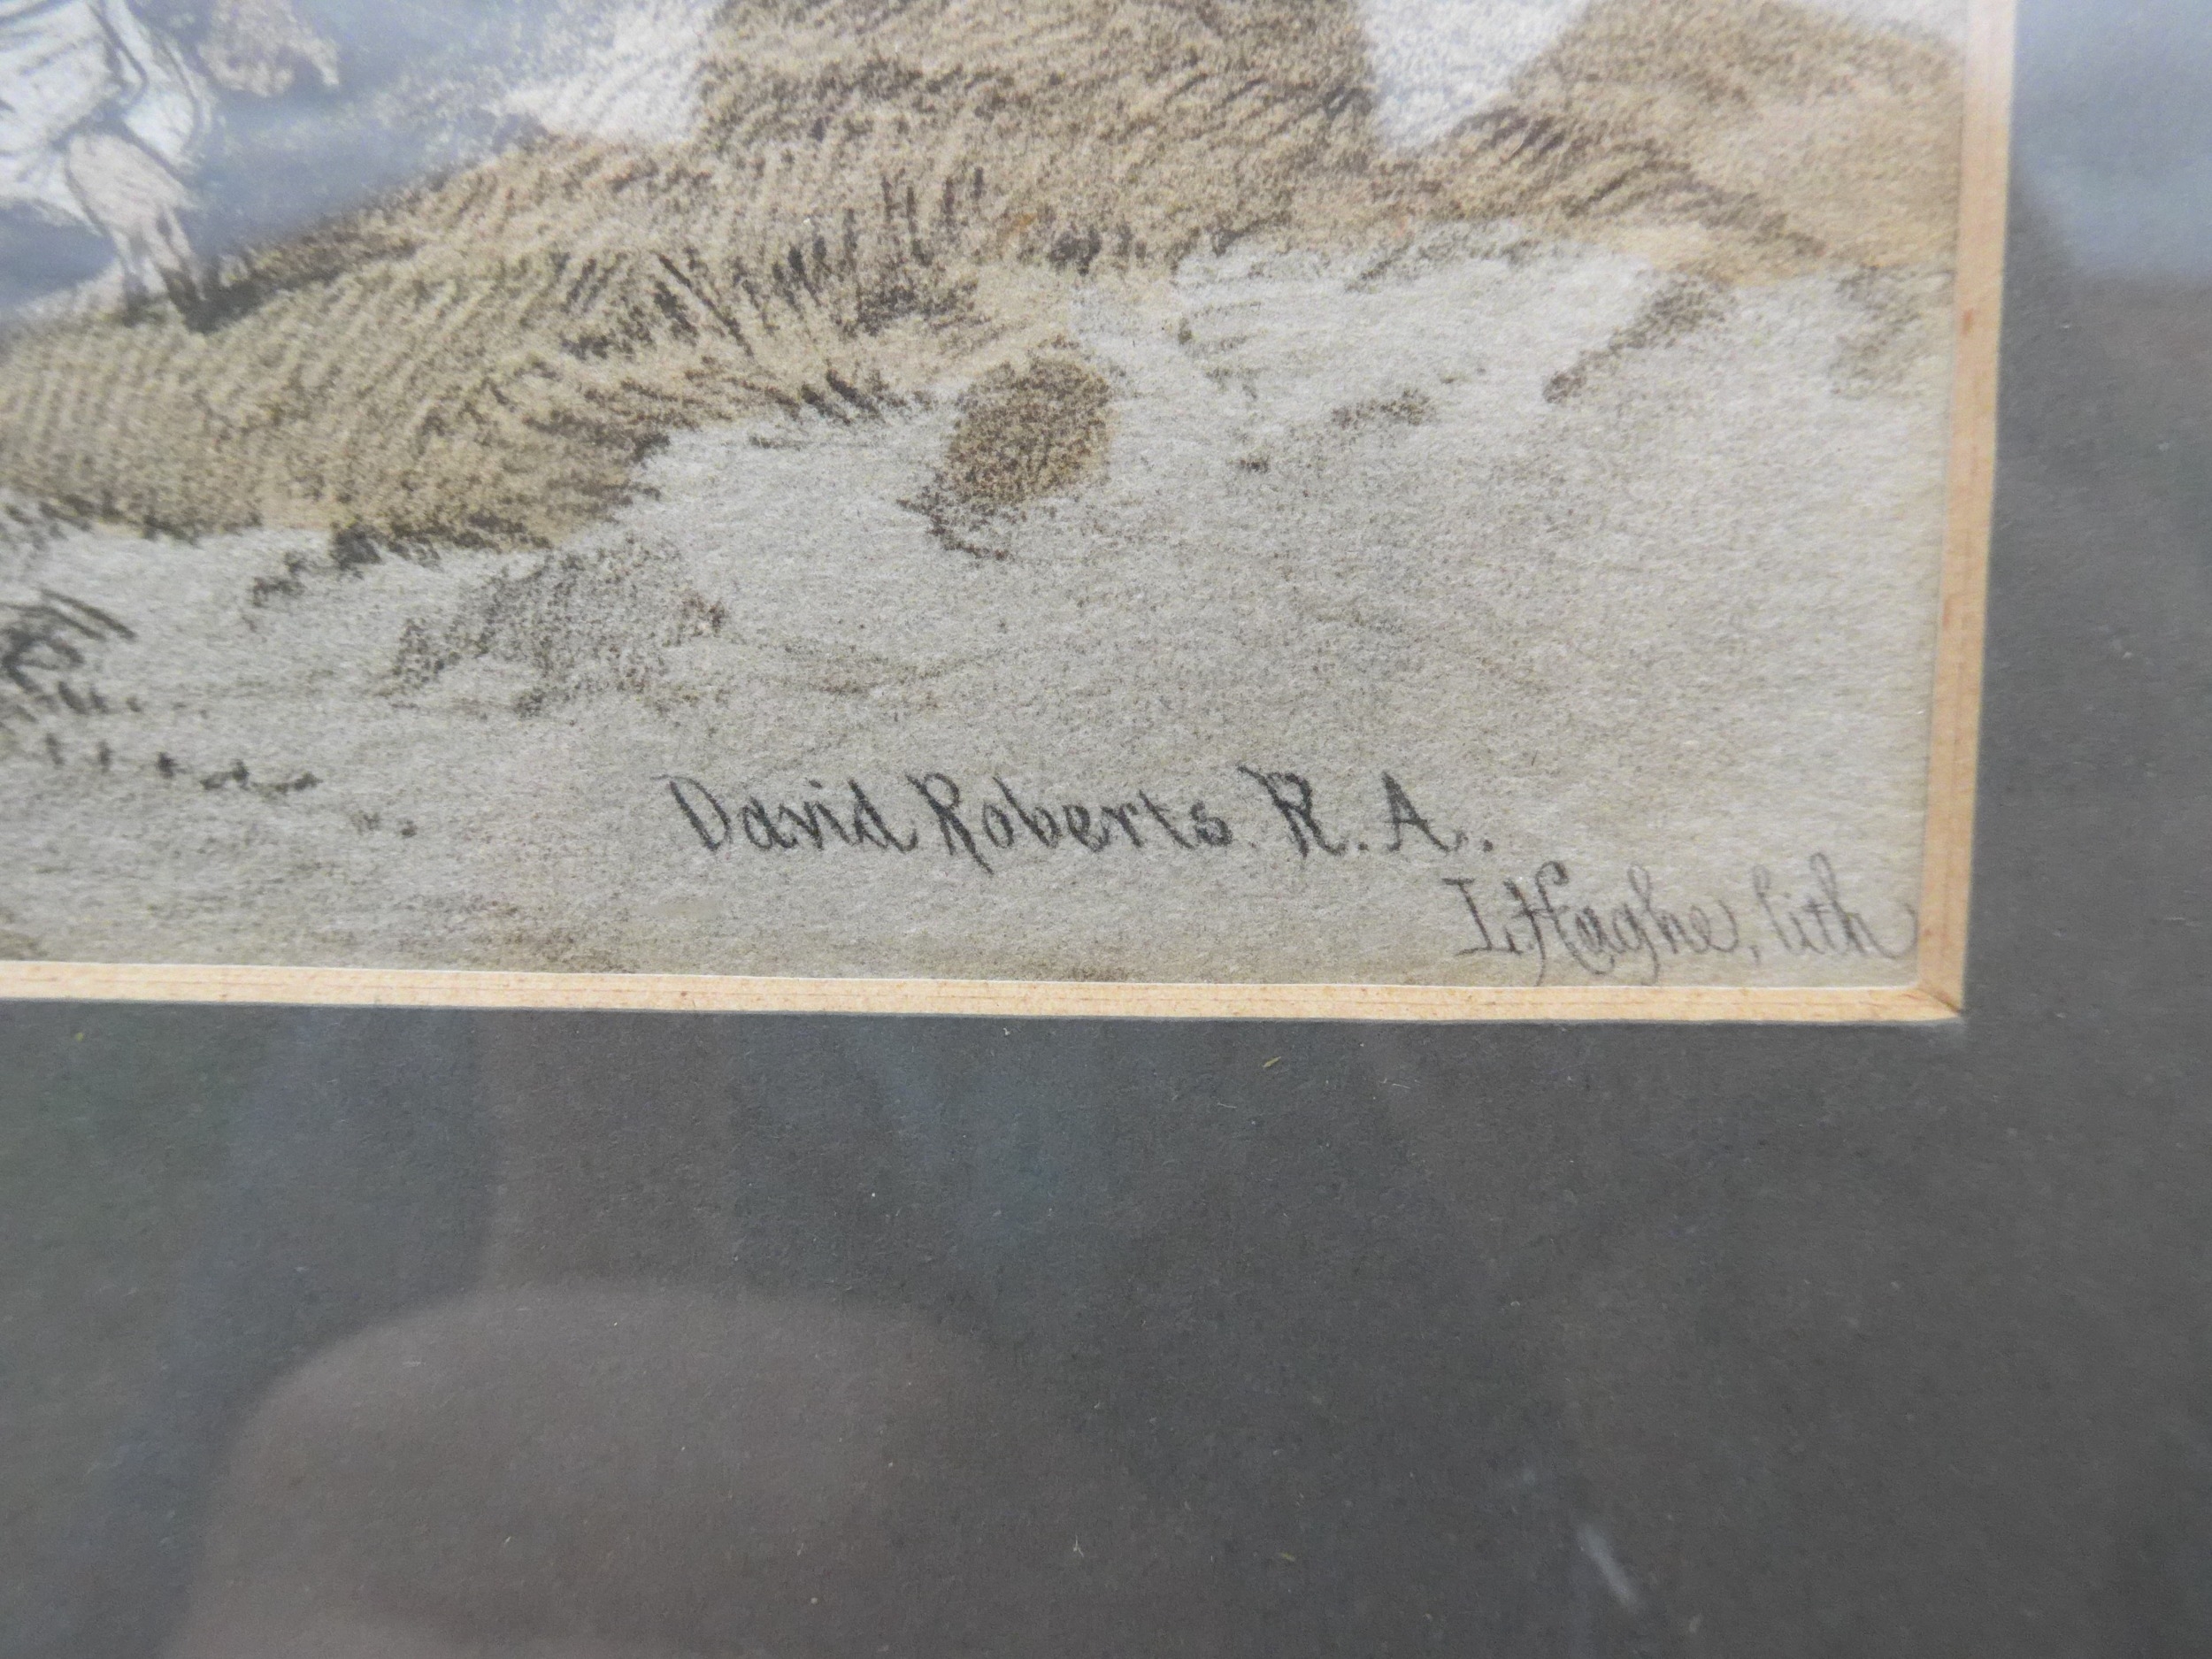 David Roberts. R. A.
L. Haghe, lith